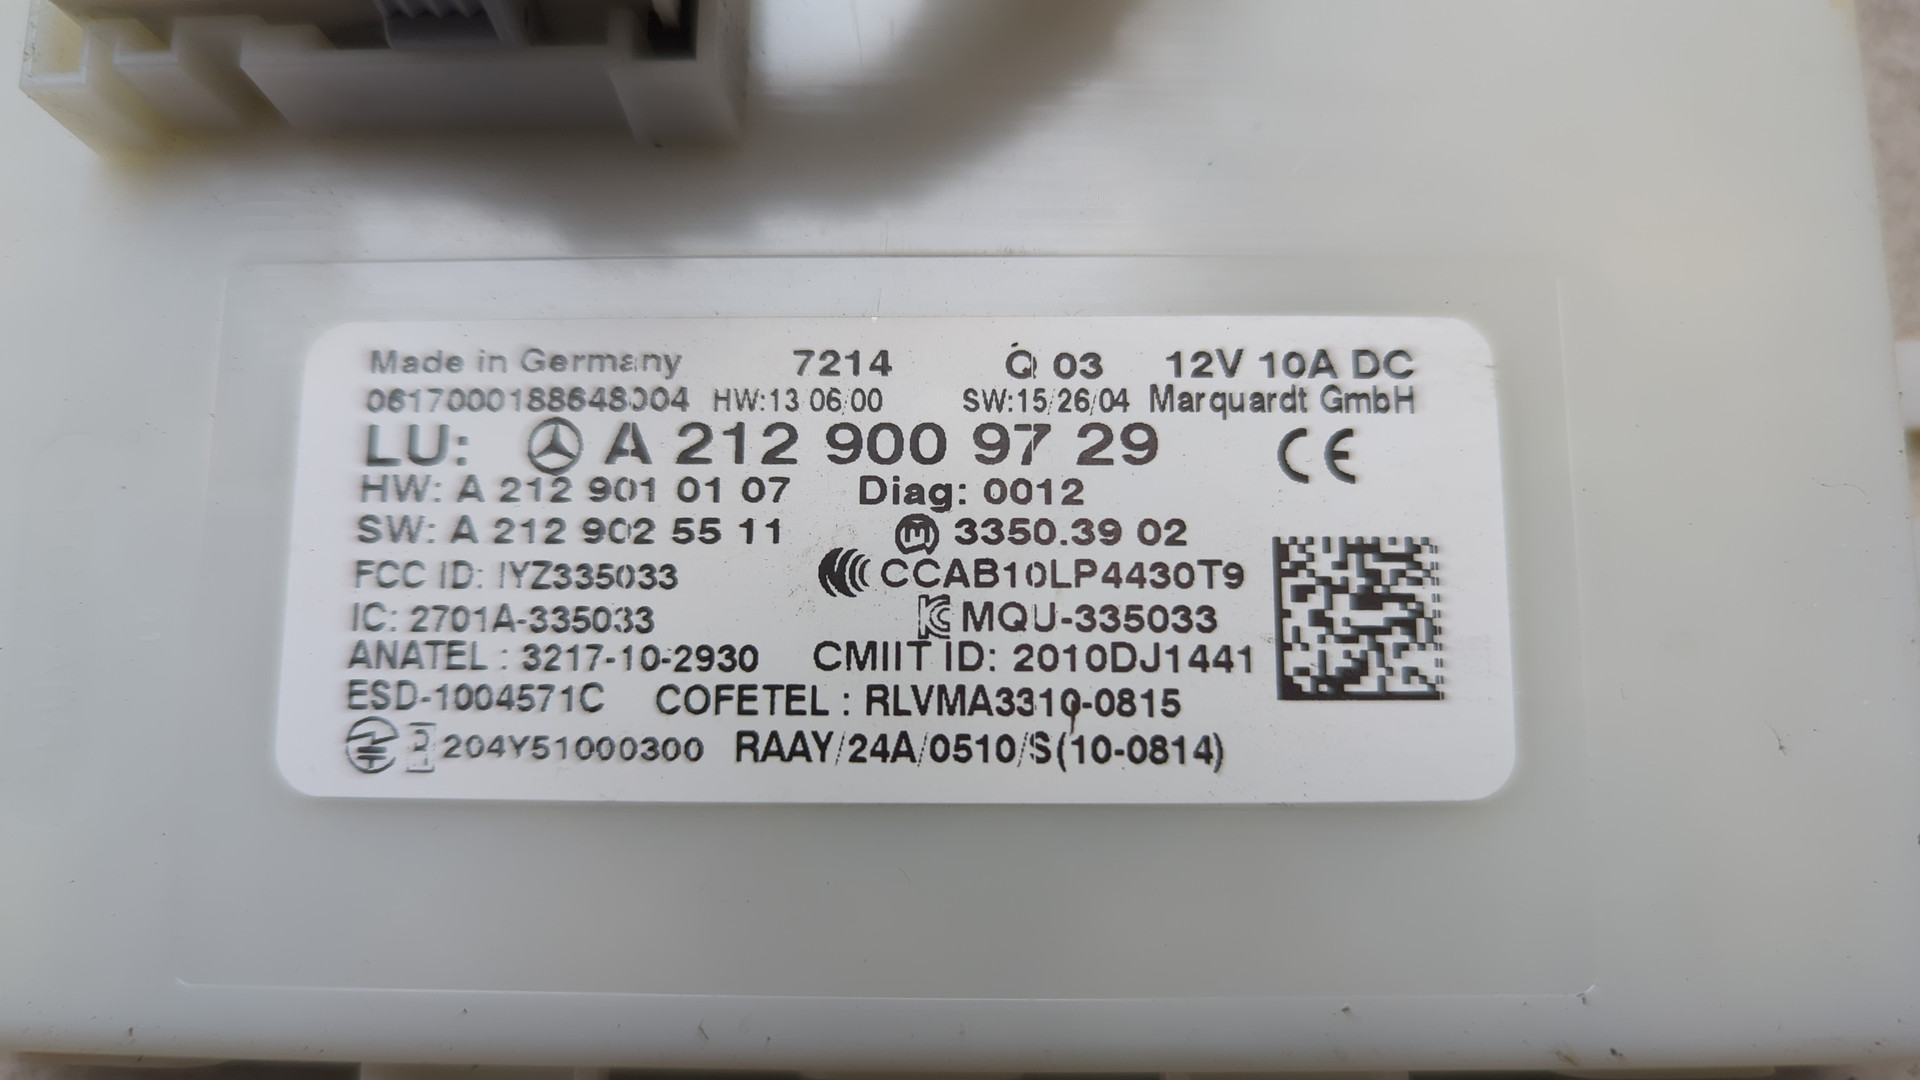 Made in Germany 7214 Q 03 12V 10A DC
0617000188648004 HW:13/06/00 SW:15/26/04 Marquardt GmbH
LU: A 212 900 97 29 CE
HW: A 212 901 01 07 Diag: 0012
SW: A 212 902 55 11 3350.39 02
FCC ID: IYZ335033 CCAB10LP4430T9
IC: 2701A-335033 MQU-335033
ANATEL : 3217-10-2930 CMIIT ID: 2010DJ1441
ESD-1004571C COFETEL : RLVMA3310-0815
R 204Y51000300 RAAY/24A/0510/S(10-0814)